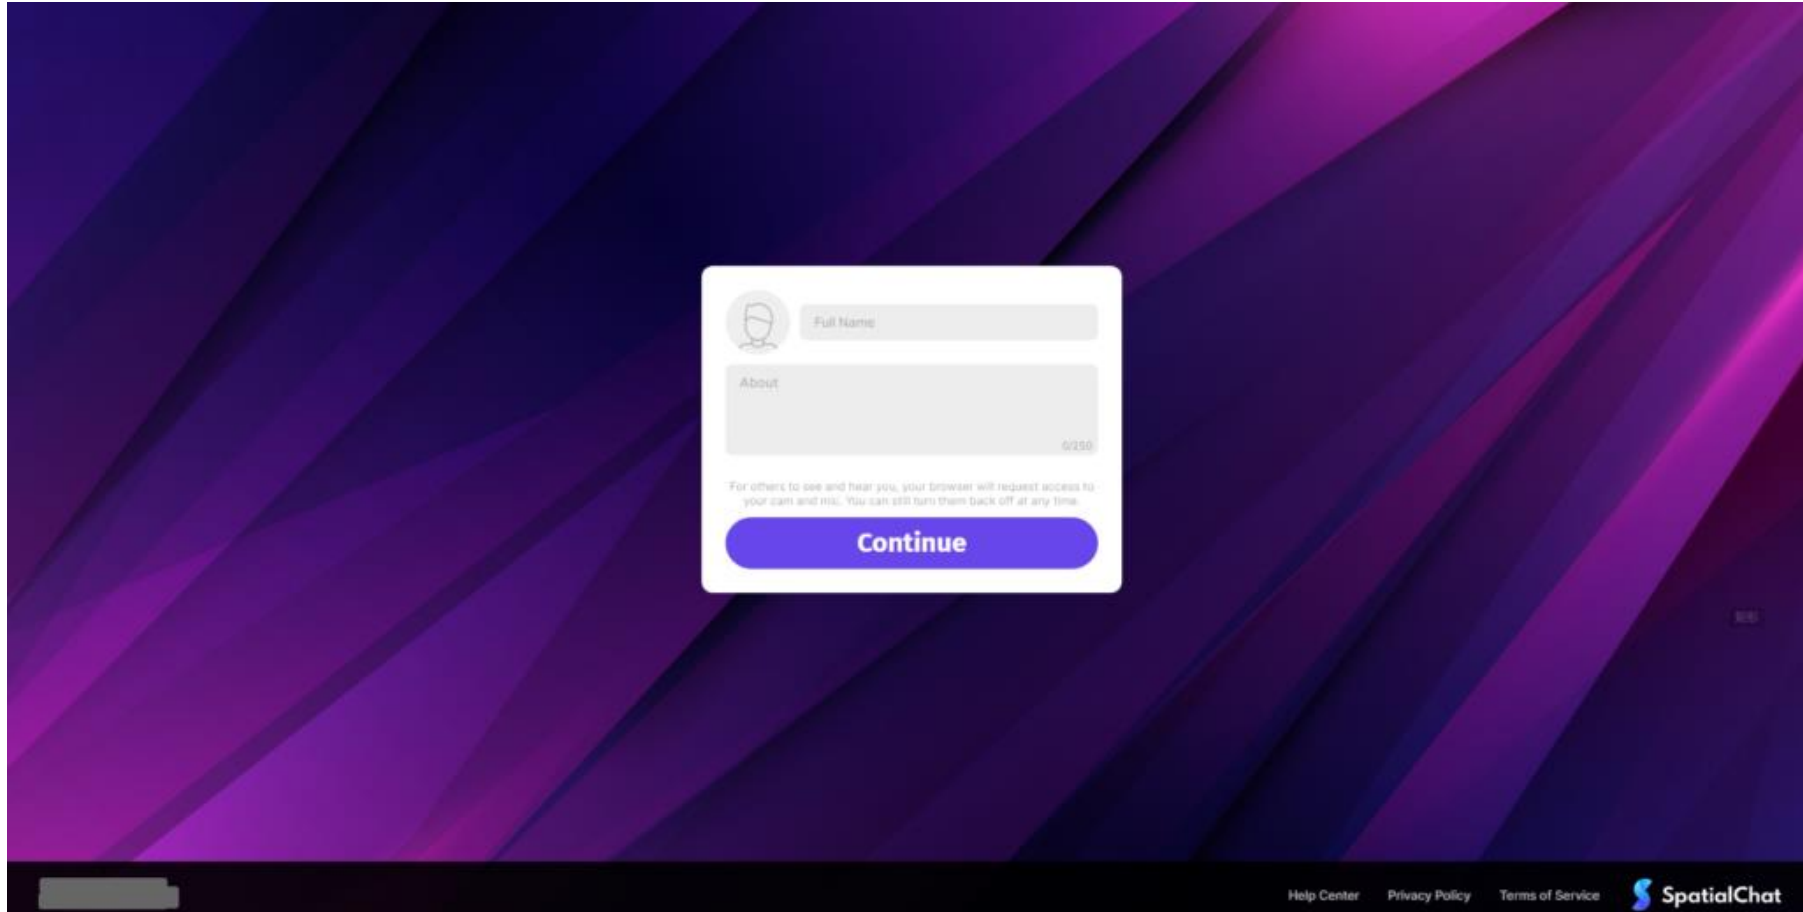 Full Name
About
0/250
For others to see and hear you, your browser will request access to
your cam and mic. You can still turn them back off at any time.
Continue
矩形
Help Center Privacy Policy Terms of Service SpatialChat